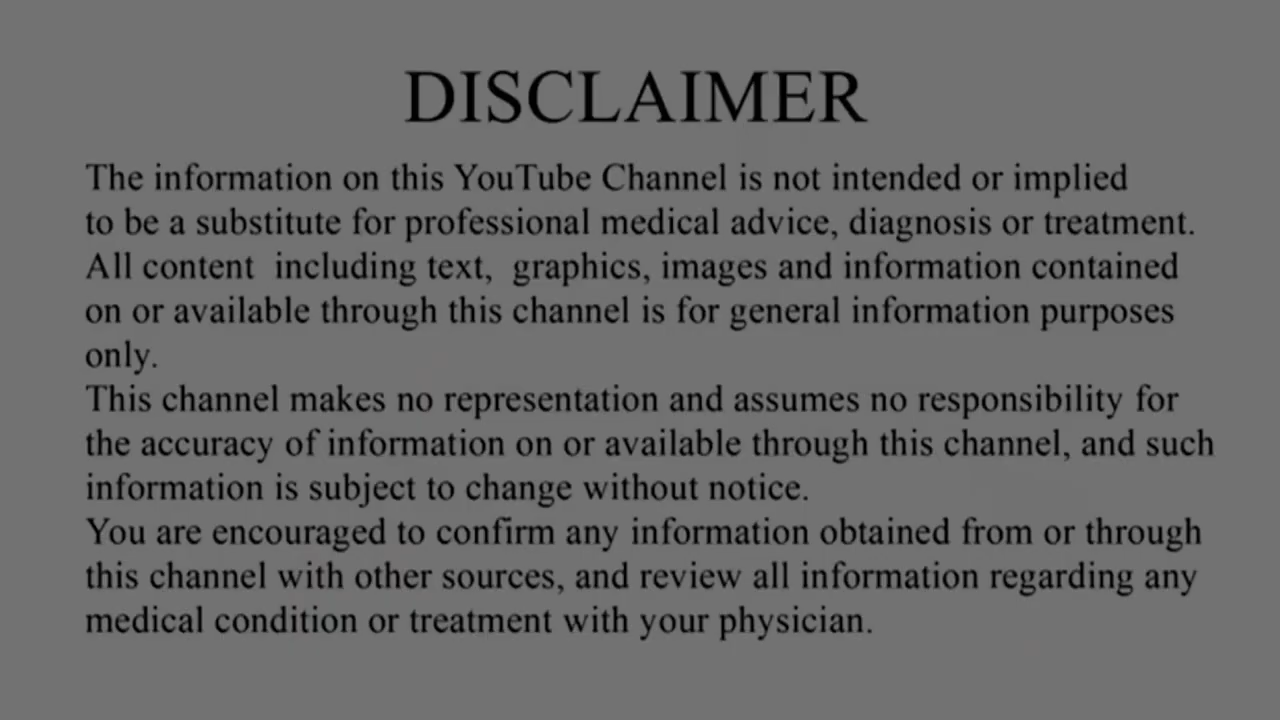 DISCLAIMER
The information on this YouTube Channel is not intended or implied
to be a substitute for professional medical advice, diagnosis or treatment.
All content  including text,  graphics, images and information contained
on or available through this channel is for general information purposes
only.
This channel makes no representation and assumes no responsibility for
the accuracy of information on or available through this channel, and such
information is subject to change without notice.
You are encouraged to confirm any information obtained from or through
this channel with other sources, and review all information regarding any
medical condition or treatment with your physician.